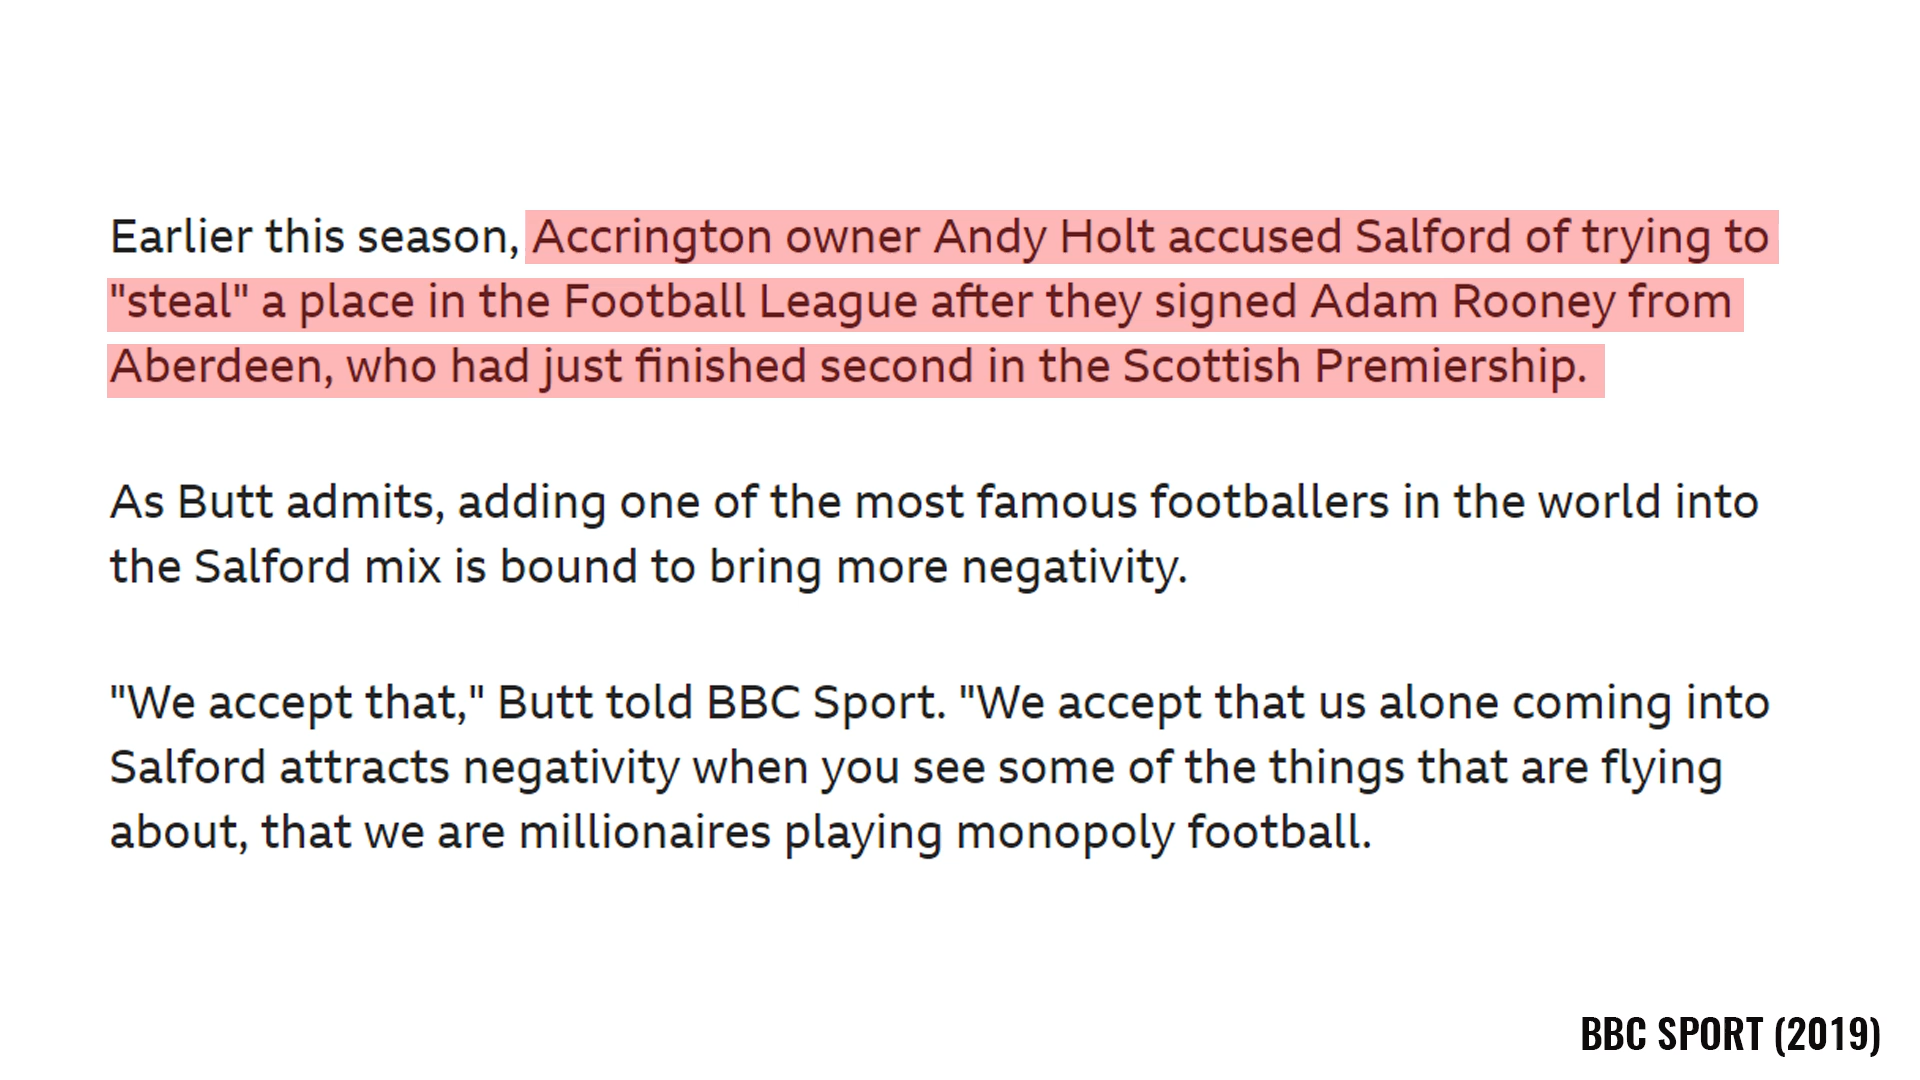 Earlier this season, Accrington owner Andy Holt accused Salford of trying to
"steal" a place in the Football League after they signed Adam Rooney from
Aberdeen, who had just finished second in the Scottish Premiership.
As Butt admits, adding one of the most famous footballers in the world into
the Salford mix is bound to bring more negativity.
"We accept that," Butt told BBC Sport. "We accept that us alone coming into
Salford attracts negativity when you see some of the things that are flying
about, that we are millionaires playing monopoly football.
BBC SPORT (2019)